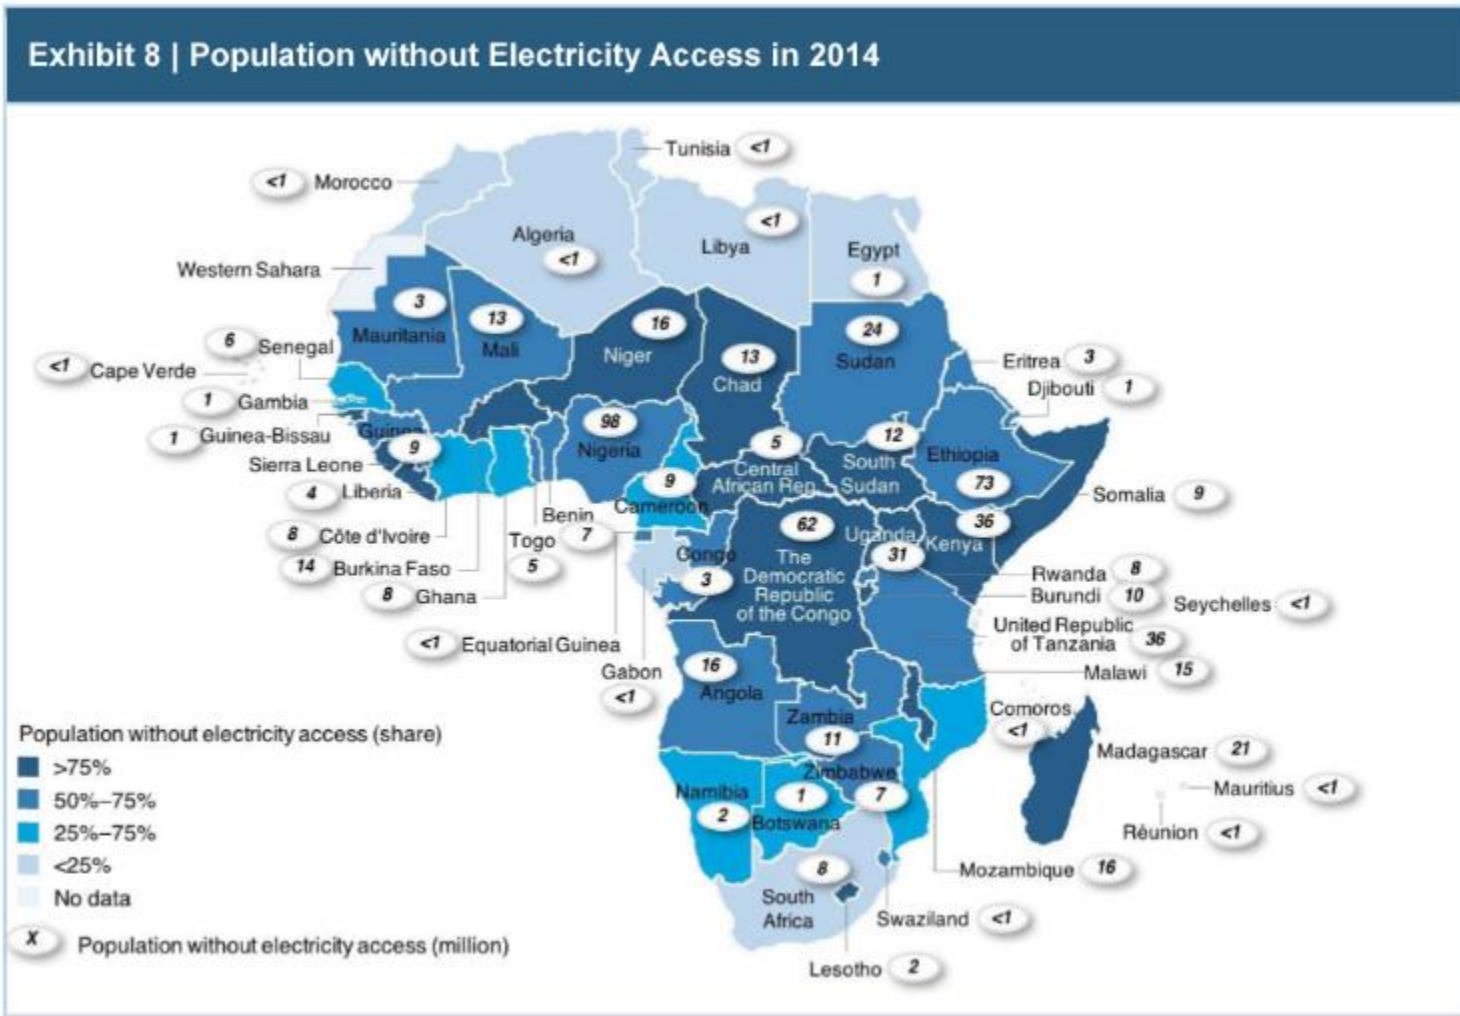 Exhibit 8 | Population without Electricity Access in 2014
Tunisia <1
<1 Morocco
<1
Algeria
<1
Libya
Egypt
1
Western Sahara
3
Mauritania
13
Mali
16
Niger
13
Chad
24
Sudan
6 Senegal
<1 Cape Verde
Eritrea 3
Djibouti 1
1 Gambia
1 Guinea-Bissau
Guinea
9
98
Nigeria
5
Central
African Rep.
12
South
Sudan
Ethiopia
73
Sierra Leone
4 Liberia
9
Cameroon
Somalia 9
8 Côte d'Ivoire
Benin
7
Togo
5
14 Burkina Faso
8 Ghana
Congo
3
62
The
Democratic
Republic
of the Congo
Uganda
31
36
Kenya
Rwanda 8
Burundi 10
Seychelles <1
United Republic
of Tanzania 36
<1 Equatorial Guinea
Gabon
<1
16
Angola
Malawi 15
Zambia
11
Comoros
<1
Madagascar 21
Mauritius <1
Rèunion <1
Zimbabwe
7
Namibia
2
1
Botswana
Mozambique 16
8
South
Africa
Swaziland <1
Lesotho 2
Population without electricity access (share)
>75%
50%–75%
25%–75%
<25%
No data
X Population without electricity access (million)